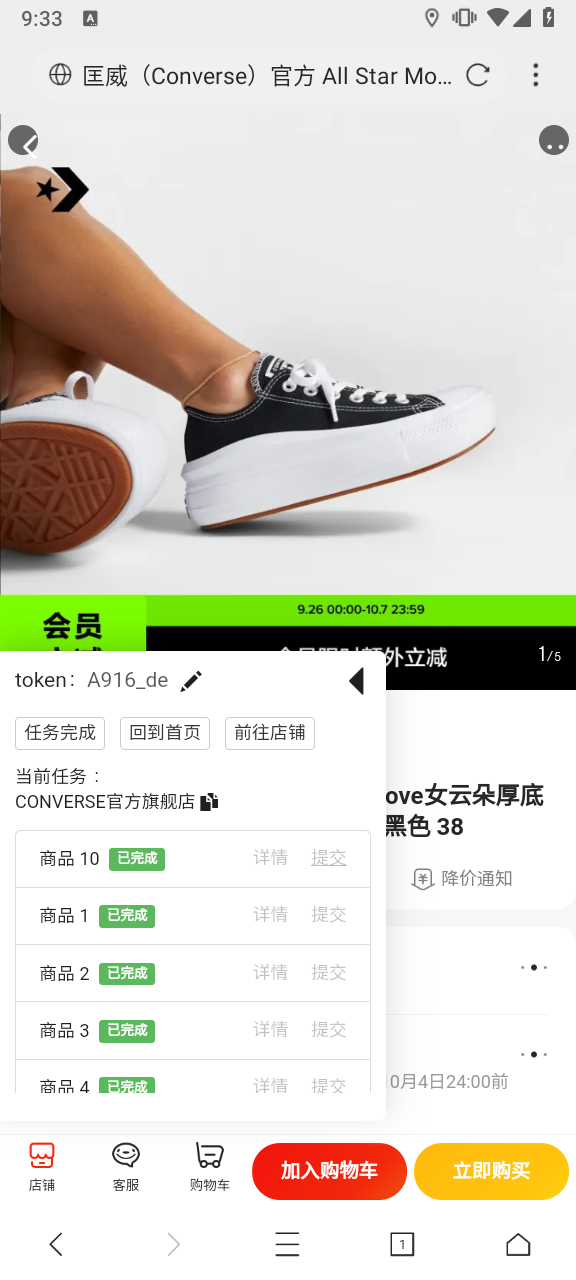 9:33
匡威（Converse）官方 All Star Mo...
会员
9.26 00:00-10.7 23:59
外立减
1/5
token: A916_de
任务完成 回到首页 前往店铺
当前任务：
CONVERSE官方旗舰店
ove女云朵厚底
黑色 38
降价通知
商品 10 已完成 详情 提交
商品 1 已完成 详情 提交
商品 2 已完成 详情 提交
商品 3 已完成 详情 提交
商品 4 已完成 详情 提交
0月4日24:00前
店铺 客服 购物车 加入购物车 立即购买
1